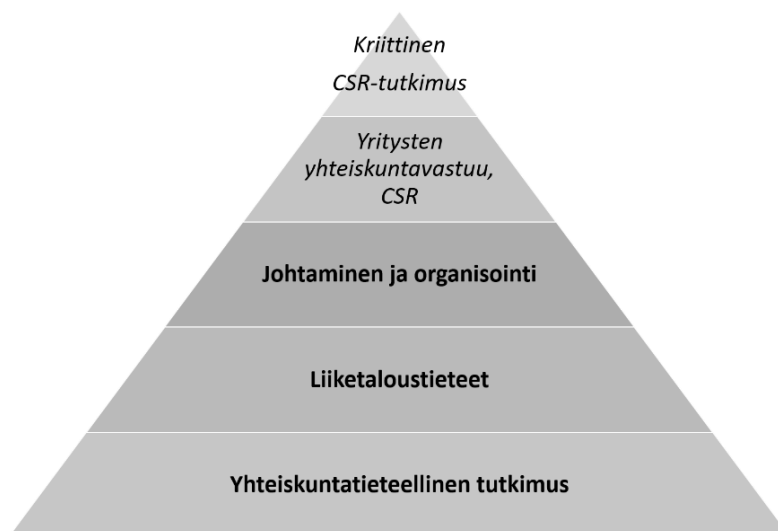 Kriittinen
CSR-tutkimus
Yritysten
yhteiskuntavastuu,
CSR
Johtaminen ja organisointi
Liiketaloustieteet
Yhteiskuntatieteellinen tutkimus